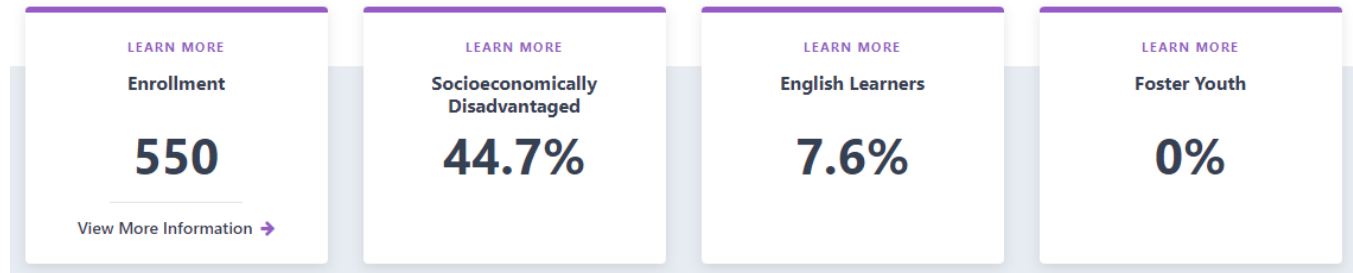 LEARN MORE
Enrollment
550
View More Information
LEARN MORE
Socioeconomically
Disadvantaged
44.7%
LEARN MORE
English Learners
7.6%
LEARN MORE
Foster Youth
0%